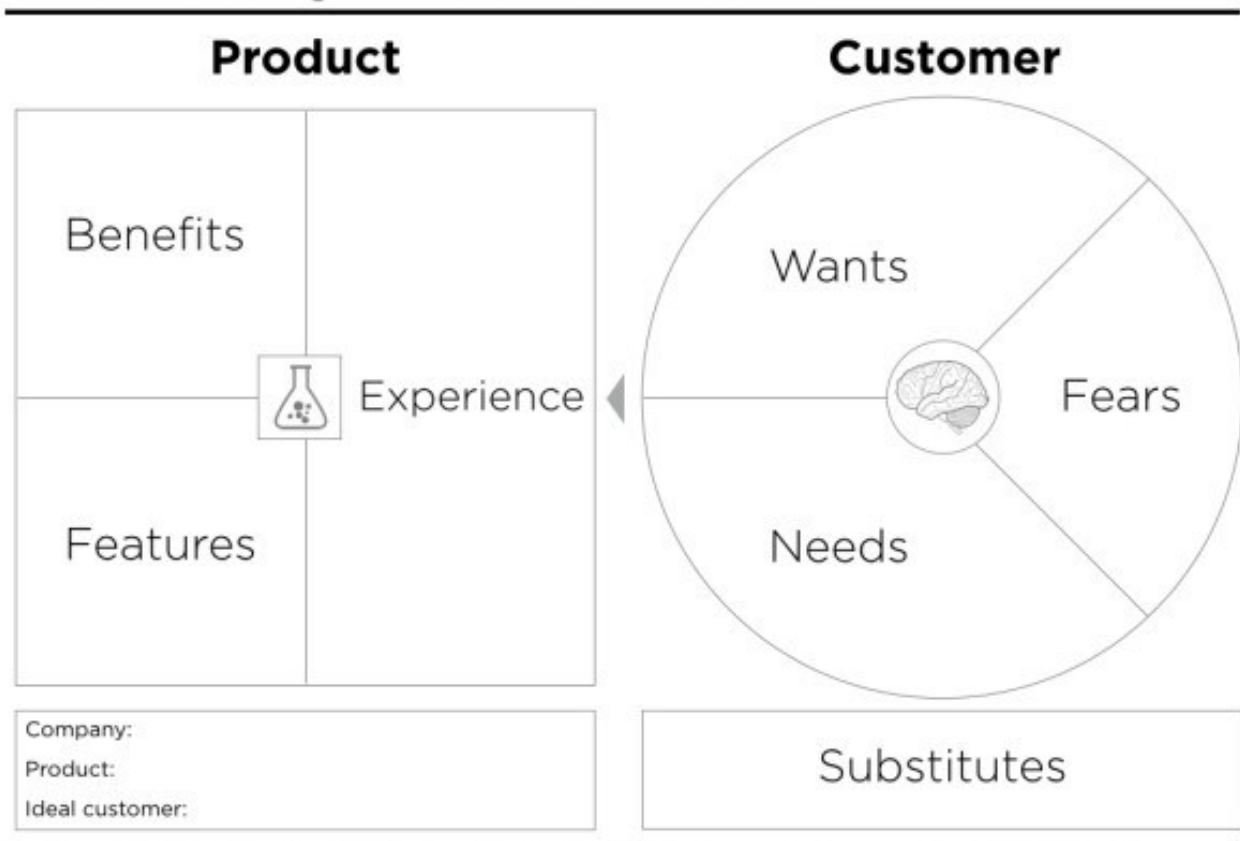 Product
Customer
Benefits
Experience
Features
Wants
Fears
Needs
Company:
Product:
Ideal customer:
Substitutes